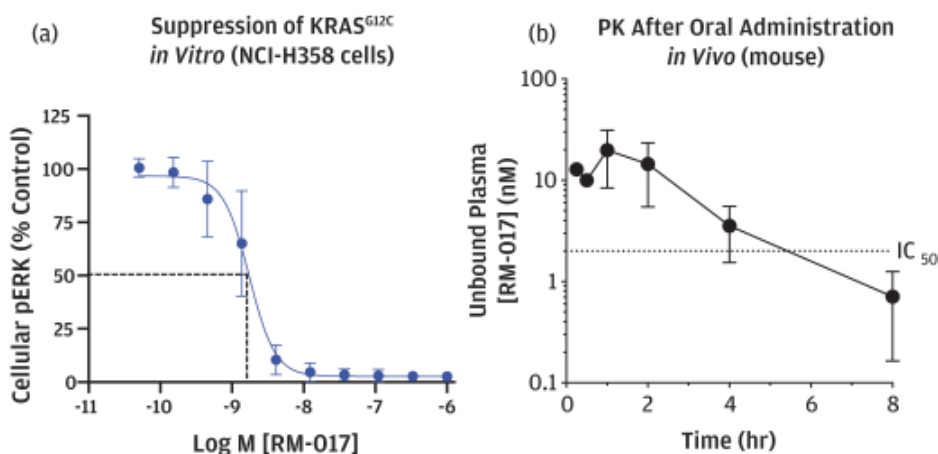 (a)
Suppression of KRASG12C
in Vitro (NCI-H358 cells)
Cellular pERK (% Control)
125
100
75
50
25
0
-11 -10 -9 -8 -7 -6
Log M [RM-017]
(b)
PK After Oral Administration
in Vivo (mouse)
Unbound Plasma
[RM-017] (nM)
100
10
1
0.1
IC 50
0 2 4 6 8
Time (hr)